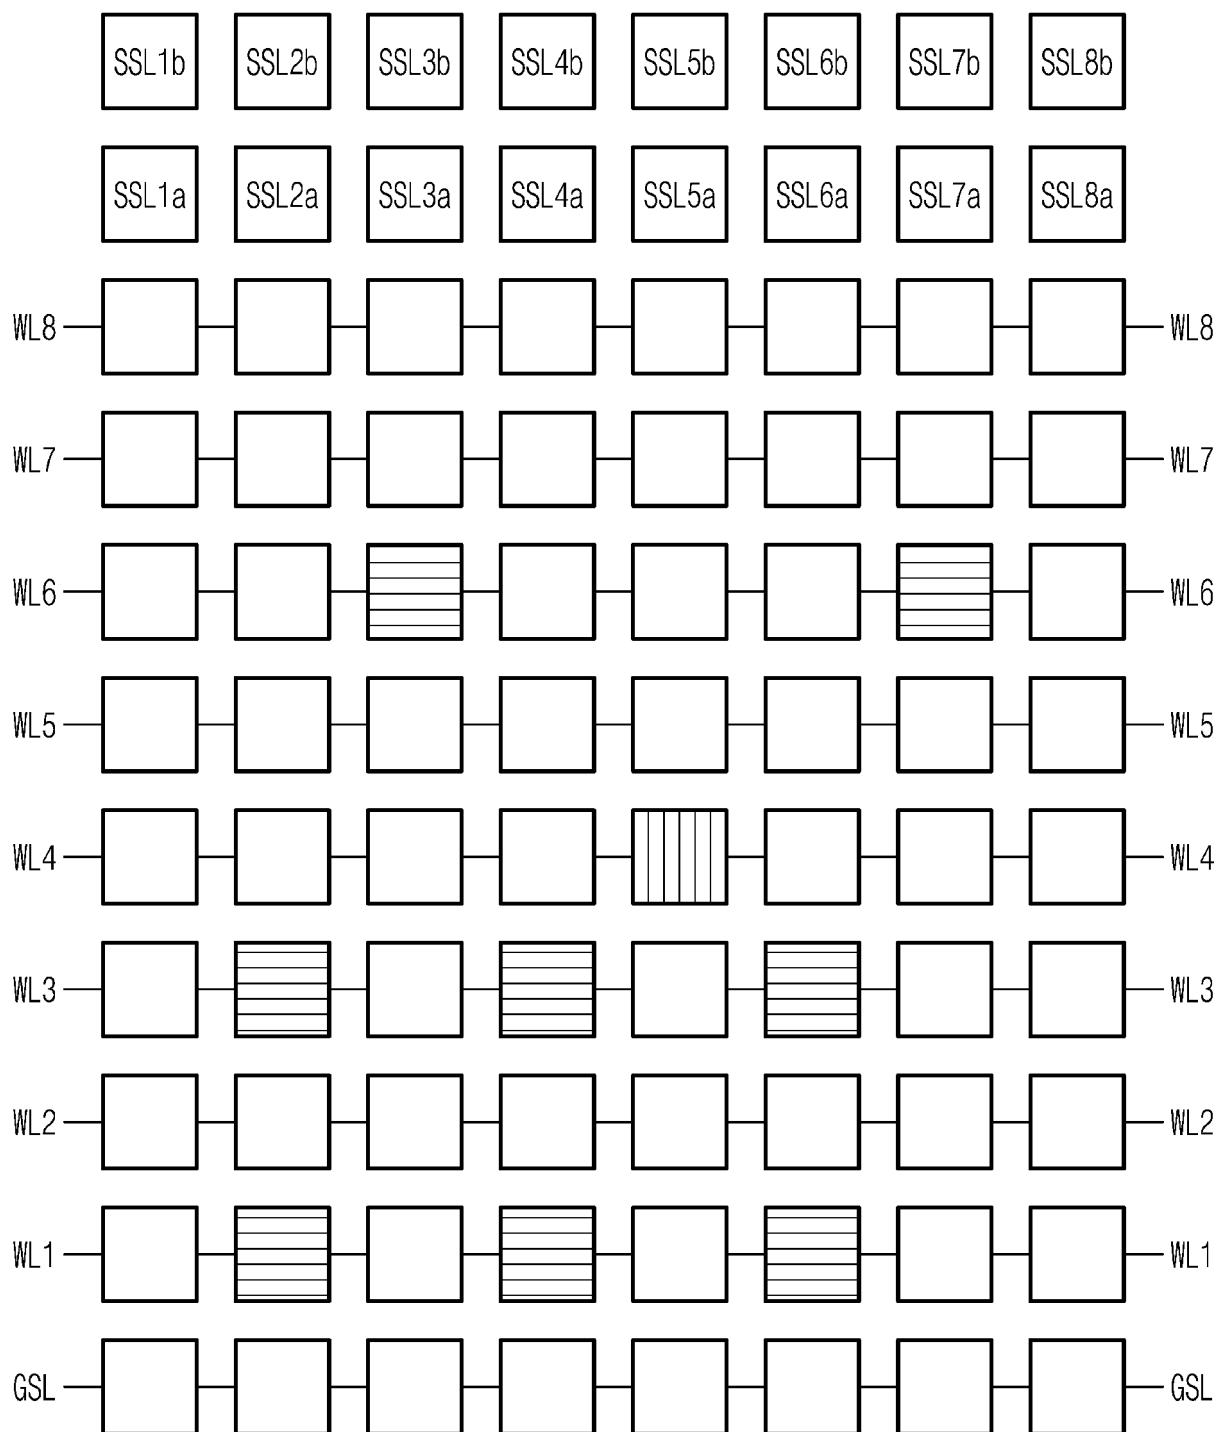 SSL1b SSL2b SSL3b SSL4b SSL5b SSL6b SSL7b SSL8b
SSL1a SSL2a SSL3a SSL4a SSL5a SSL6a SSL7a SSL8a
WL8 WL8
WL7 WL7
WL6 WL6
WL5 WL5
WL4 WL4
WL3 WL3
WL2 WL2
WL1 WL1
GSL GSL